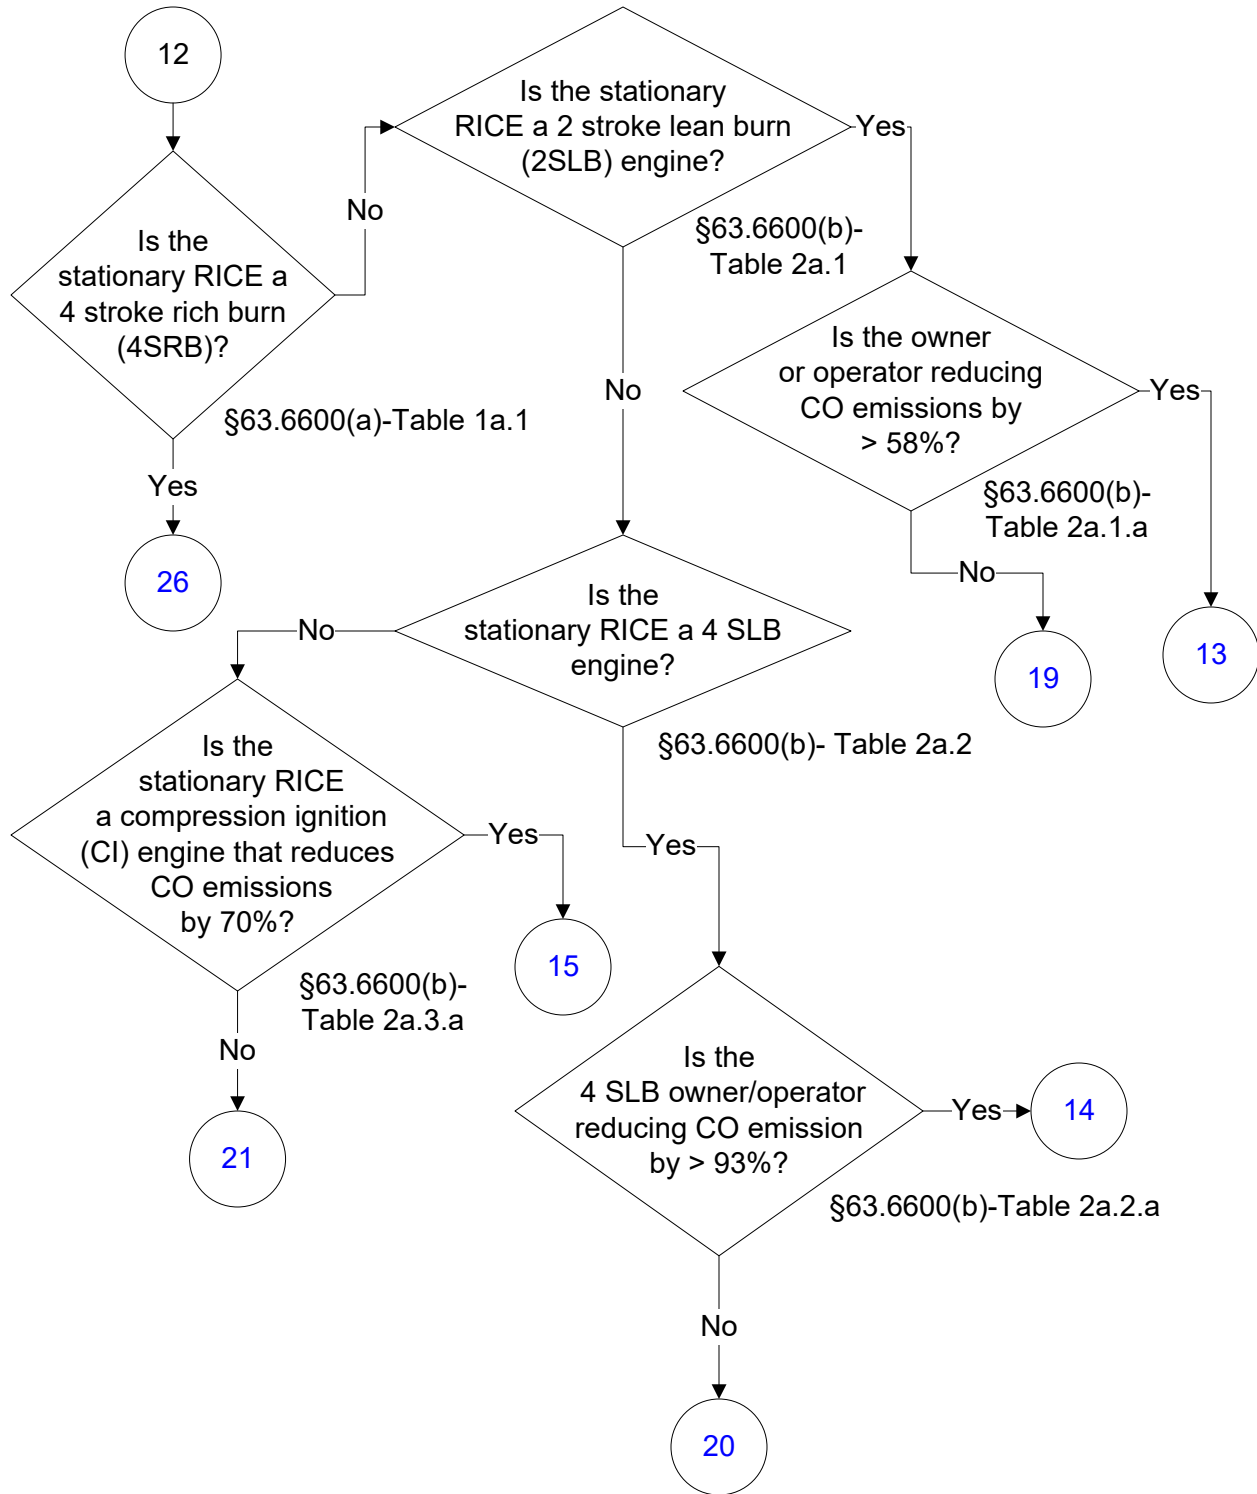 12
Is the
stationary RICE a
4 stroke rich burn
(4SRB)?
§63.6600(a)-Table 1a.1
No
Yes
26
Is the stationary
RICE a 2 stroke lean burn
(2SLB) engine?
Yes
§63.6600(b)-
Table 2a.1
No
Is the owner
or operator reducing
CO emissions by
> 58%?
Yes
§63.6600(b)-
Table 2a.1.a
No
19
13
Is the
stationary RICE a 4 SLB
engine?
No
§63.6600(b)- Table 2a.2
Yes
Is the
stationary RICE
a compression ignition
(CI) engine that reduces
CO emissions
by 70%?
Yes
15
§63.6600(b)-
Table 2a.3.a
No
21
Is the
4 SLB owner/operator
reducing CO emission
by > 93%?
Yes
14
§63.6600(b)-Table 2a.2.a
No
20